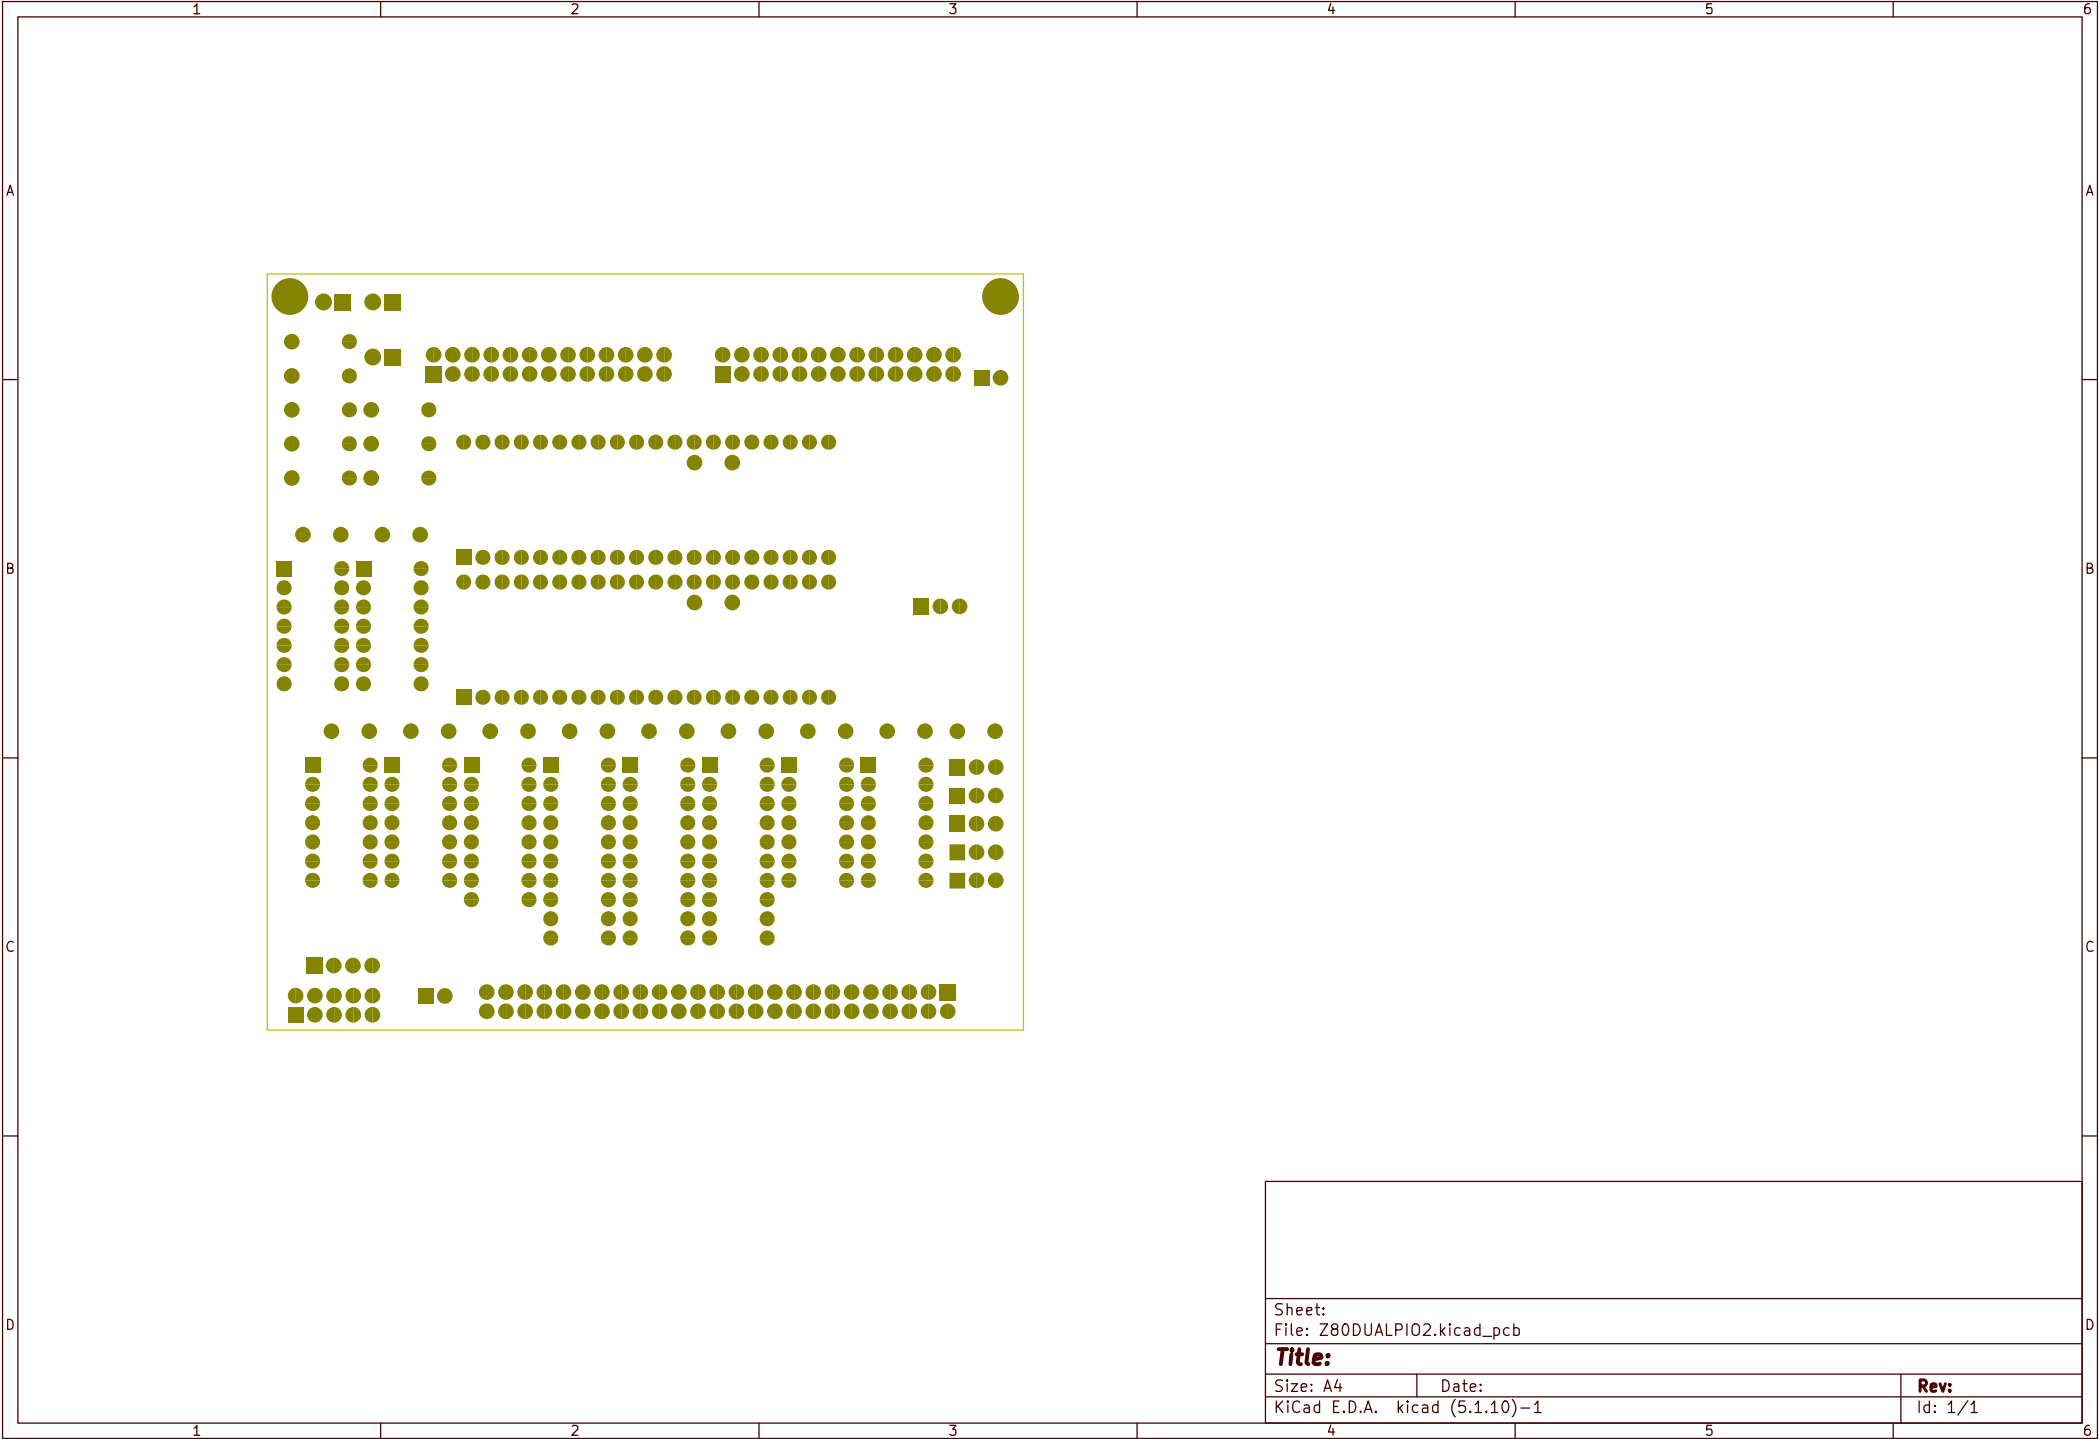 1 2 3 4 5 6
A A
B B
C C
Sheet:
D File: Z80DUALPIO2.kicad_pcb D
Title:
Size: A4 Date: Rev:
KiCad E.D.A. kicad (5.1.10)-1 Id: 1/1
1 2 3 4 5 6